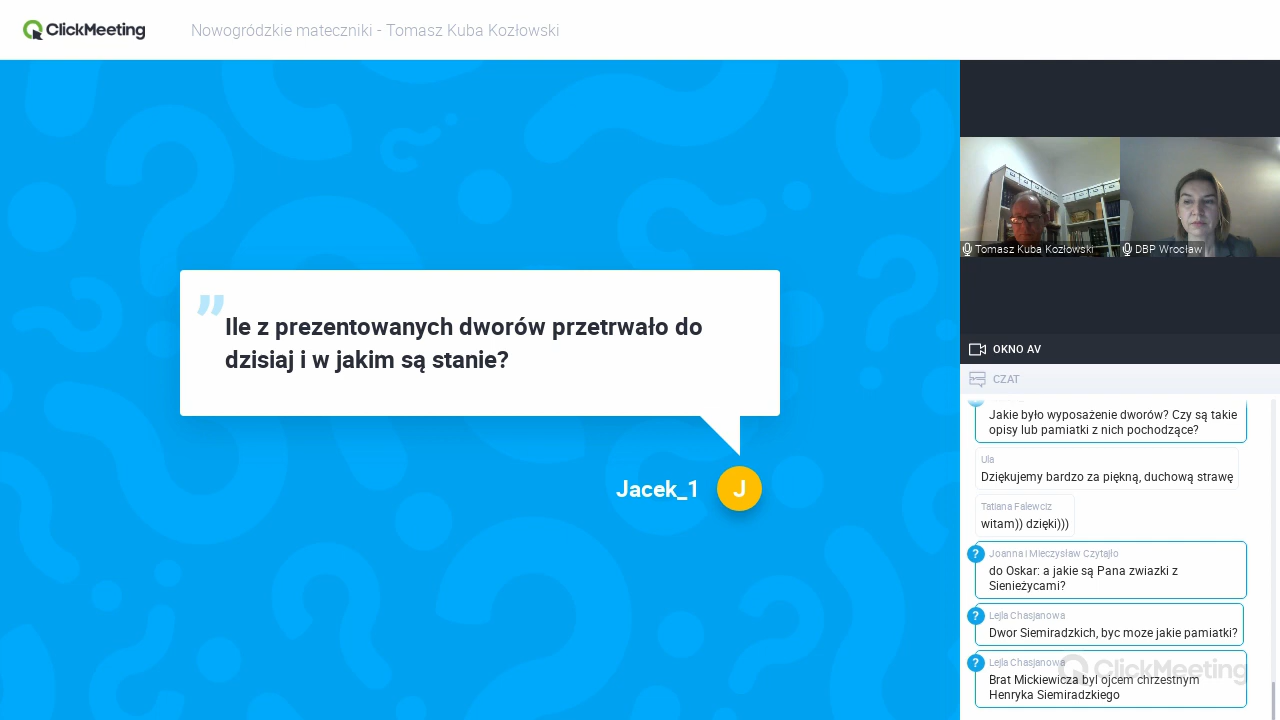 ClickMeeting
Nowogródzkie mateczniki - Tomasz Kuba Kozłowski
Ile z prezentowanych dworów przetrwało do
dzisiaj i w jakim są stanie?
Jacek_1
J
Tomasz Kuba Kozłowski
DBP Wrocław
OKNO AV
CZAT
Jakie było wyposażenie dworów? Czy są takie
opisy lub pamiatki z nich pochodzące?
Ula
Dziękujemy bardzo za piękną, duchową strawę
Tatiana Falewciz
witam)) dzięki)))
?
Joanna i Mieczysław Czytajło
do Oskar: a jakie są Pana zwiazki z
Sienieżycami?
?
Lejla Chasjanowa
Dwor Siemiradzkich, byc moze jakie pamiatki?
?
Lejla Chasjanowa
ClickMeeting
Brat Mickiewicza byl ojcem chrzestnym
Henryka Siemiradzkiego